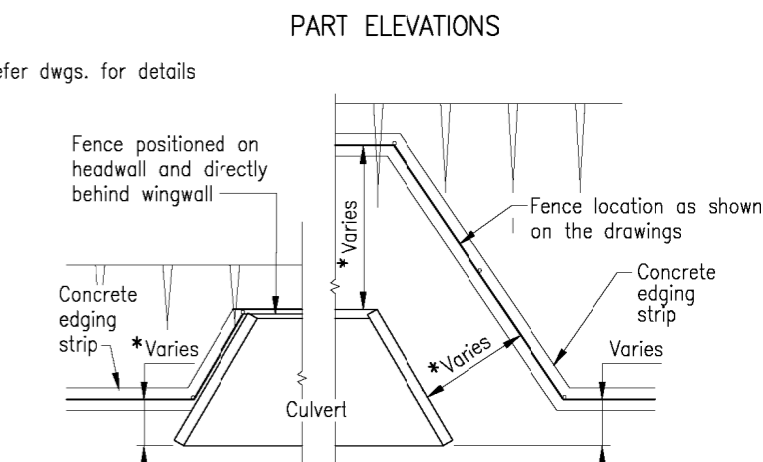 PART ELEVATIONS
efer dwgs. for details
Fence positioned on
headwall and directly
behind wingwall
*Varies
Fence location as shown
on the drawings
Concrete
edging
strip
Concrete
edging
strip
*Varies
*Varies
Varies
Culvert